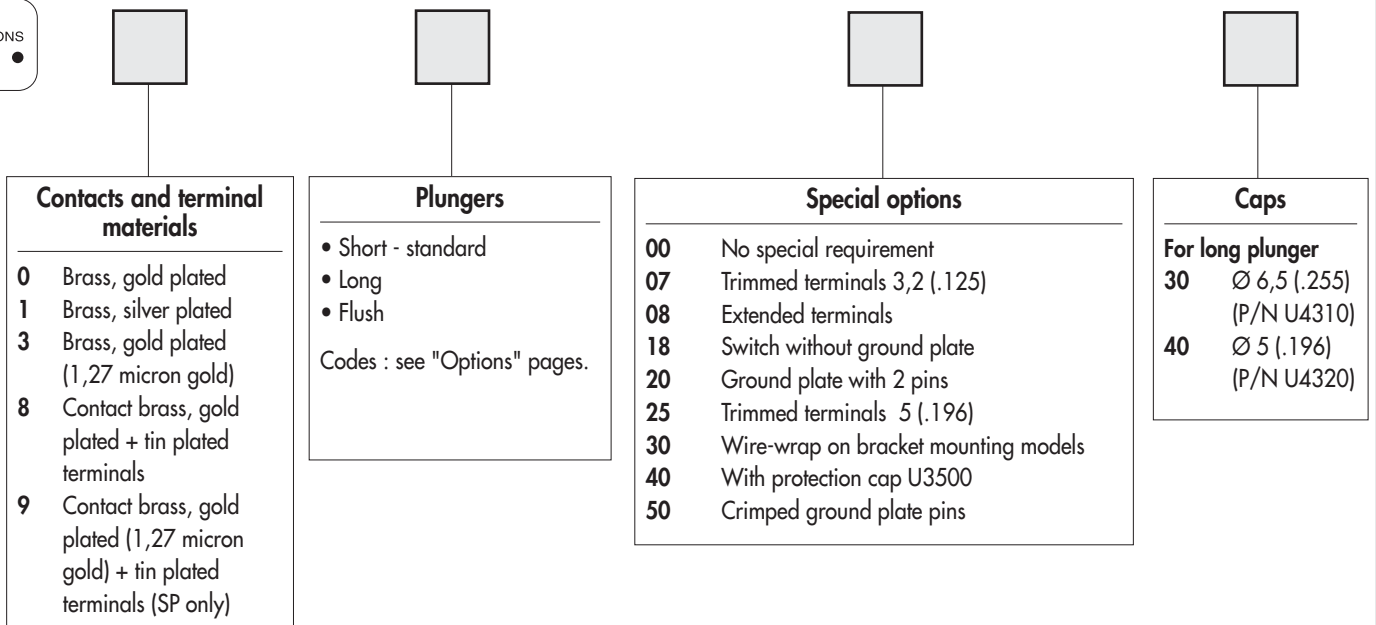 Contacts and terminal
materials
0 Brass, gold plated
1 Brass, silver plated
3 Brass, gold plated
(1,27 micron gold)
8 Contact brass, gold
plated + tin plated
terminals
9 Contact brass, gold
plated (1,27 micron
gold) + tin plated
terminals (SP only)
Plungers
• Short - standard
• Long
• Flush
Codes : see "Options" pages.
Special options
00 No special requirement
07 Trimmed terminals 3,2 (.125)
08 Extended terminals
18 Switch without ground plate
20 Ground plate with 2 pins
25 Trimmed terminals 5 (.196)
30 Wire-wrap on bracket mounting models
40 With protection cap U3500
50 Crimped ground plate pins
Caps
For long plunger
30 Ø 6,5 (.255)
(P/N U4310)
40 Ø 5 (.196)
(P/N U4320)